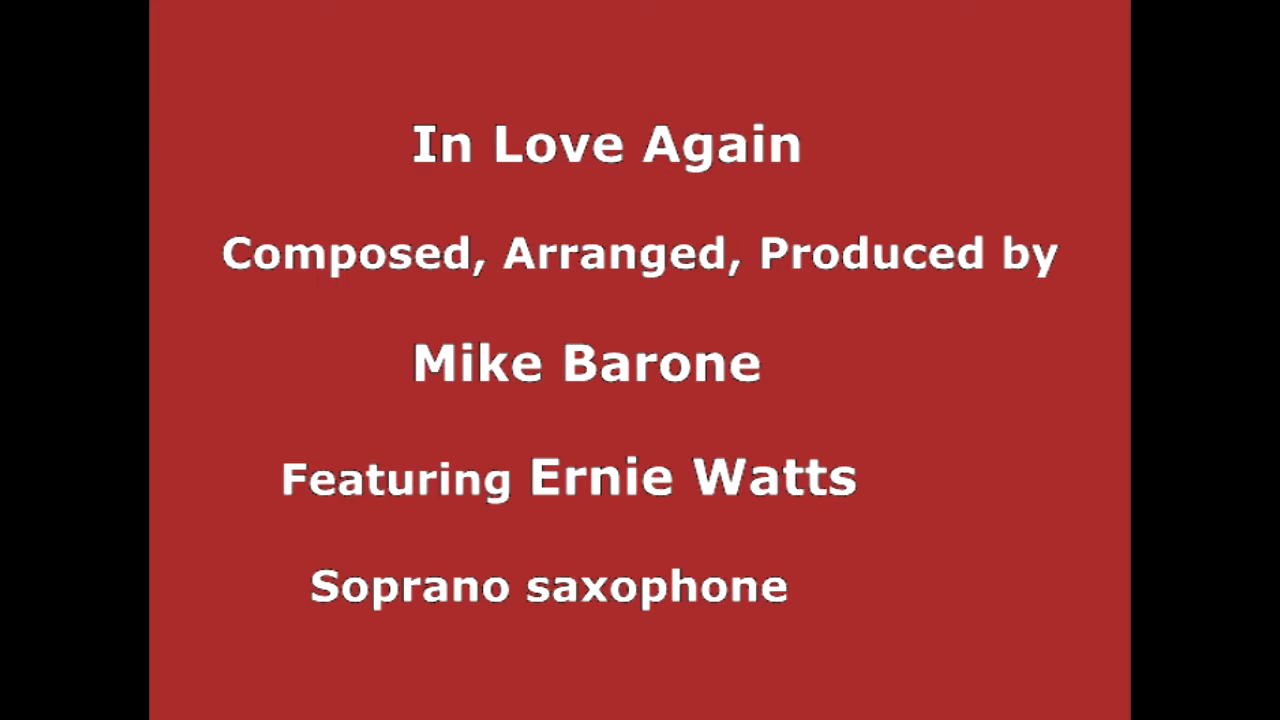 In Love Again
Composed, Arranged, Produced by
Mike Barone
Featuring Ernie Watts
Soprano saxophone